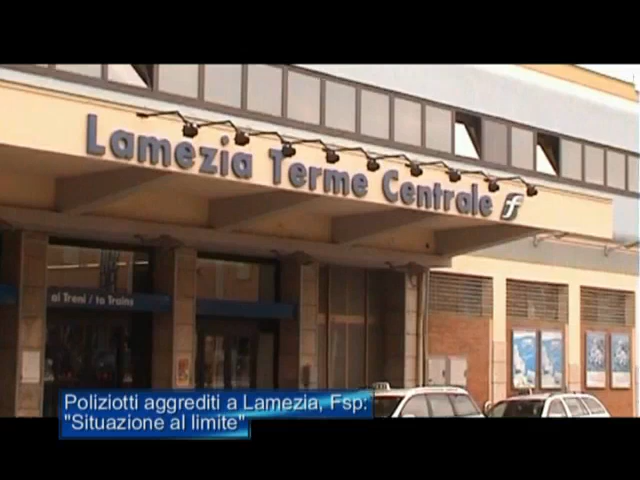 Lamezia Terme Centrale
ai Treni / to Trains
Poliziotti aggrediti a Lamezia, Fsp:
"Situazione al limite"